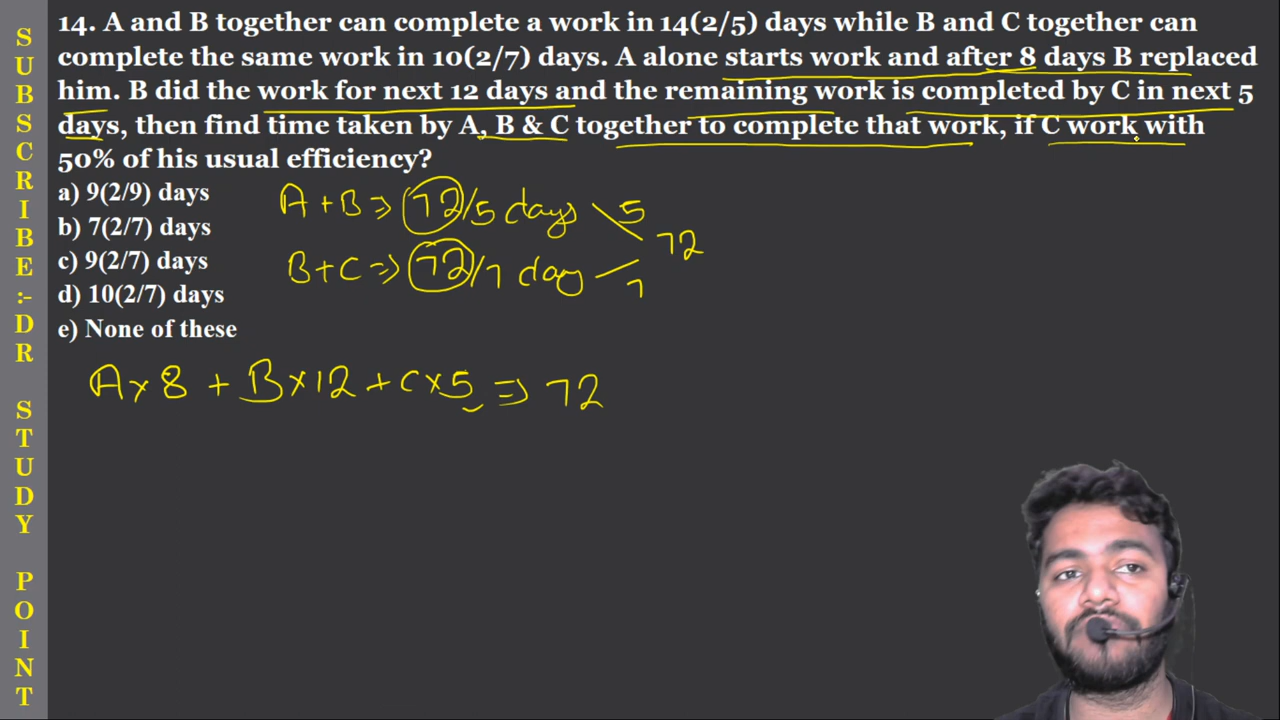 SUBSCRIBE:-DR STUDY POINT
14. A and B together can complete a work in 14(2/5) days while B and C together can
complete the same work in 10(2/7) days. A alone starts work and after 8 days B replaced
him. B did the work for next 12 days and the remaining work is completed by C in next 5
days, then find time taken by A, B & C together to complete that work, if C work with
50% of his usual efficiency?
a) 9(2/9) days
b) 7(2/7) days
c) 9(2/7) days
d) 10(2/7) days
e) None of these
A+B ⇒ 72/5 days 5
72
B+C ⇒ 72/7 day 7
A×8 + B×12 + C×5 ⇒ 72